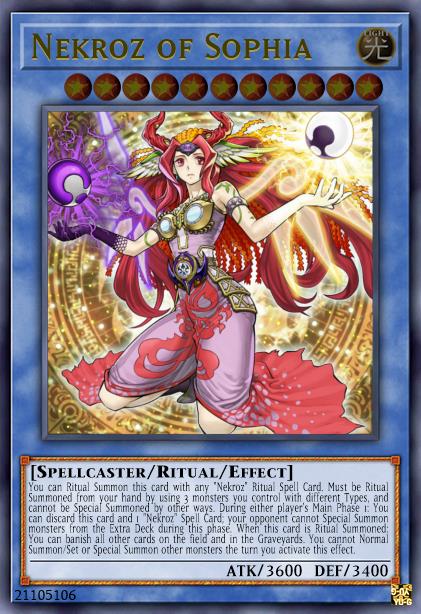 NEKROZ OF SOPHIA
LIGHT
光
[SPELLCASTER/RITUAL/EFFECT]
You can Ritual Summon this card with any "Nekroz" Ritual Spell Card. Must be Ritual
Summoned from your hand by using 3 monsters you control with different Types, and
cannot be Special Summoned by other ways. During either player's Main Phase 1: You
can discard this card and 1 "Nekroz" Spell Card; your opponent cannot Special Summon
monsters from the Extra Deck during this phase. When this card is Ritual Summoned:
You can banish all other cards on the field and in the Graveyards. You cannot Normal
Summon/Set or Special Summon other monsters the turn you activate this effect.
ATK/3600 DEF/3400
21105106